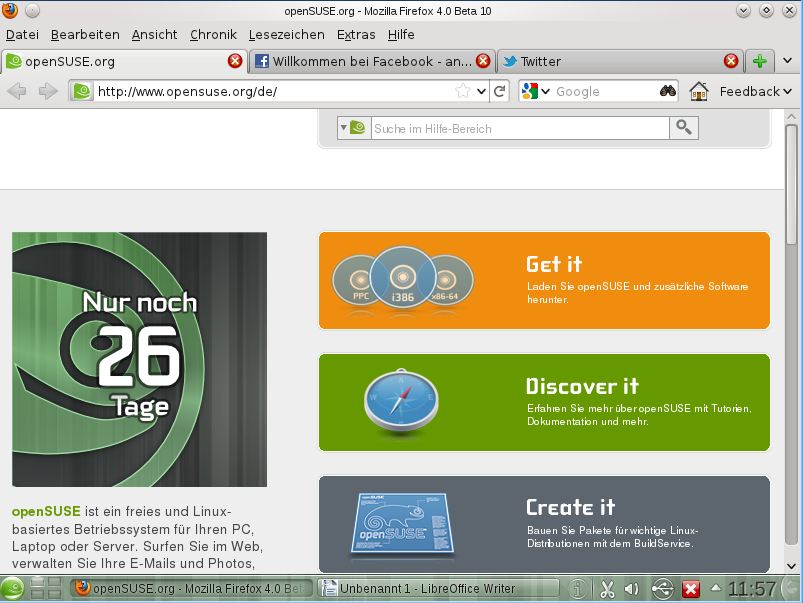 openSUSE.org - Mozilla Firefox 4.0 Beta 10
Datei Bearbeiten Ansicht Chronik Lesezeichen Extras Hilfe
openSUSE.org Willkommen bei Facebook - an... Twitter
http://www.opensuse.org/de/ Google Feedback
Suche im Hilfe-Bereich
Nur noch
26
Tage
openSUSE ist ein freies und Linux-
basiertes Betriebssystem für Ihren PC,
Laptop oder Server. Surfen Sie im Web,
verwalten Sie Ihre E-Mails und Photos,
PPC i386 x86-64
Get it
Laden Sie openSUSE und zusätzliche Software
herunter.
N
W E
S
Discover it
Erfahren Sie mehr über openSUSE mit Tutorien,
Dokumentation und mehr.
openSUSE
Create it
Bauen Sie Pakete für wichtige Linux-
Distributionen mit dem BuildService.
openSUSE.org - Mozilla Firefox 4.0 Bet Unbenannt 1 - LibreOffice Writer 11:57